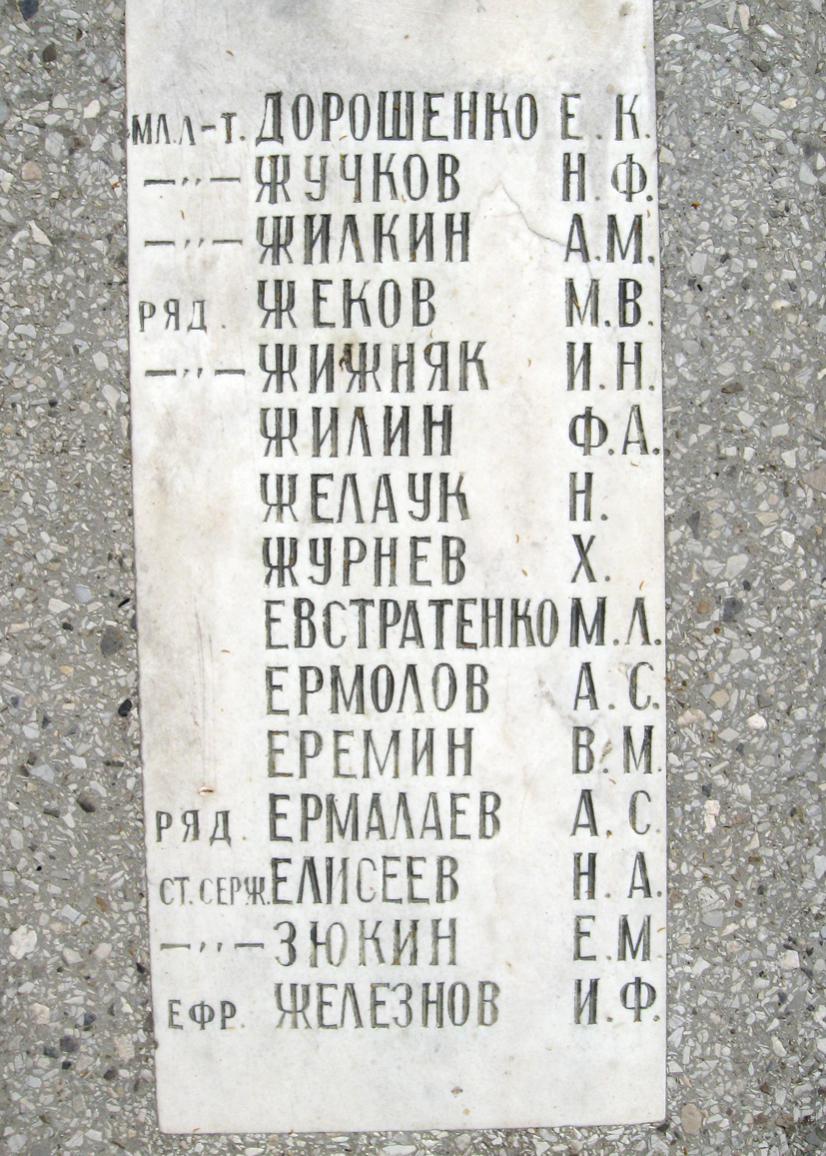 МЛ.Л-Т. ДОРОШЕНКО Е.К.
—〃— ЖУЧКОВ Н.Ф.
—〃— ЖИЛКИН А.М.
РЯД. ЖЕКОВ М.В.
—〃— ЖИЖНЯК И.Н.
ЖИЛИН Ф.А.
ЖЕЛАУК Н.
ЖУРНЕВ Х.
ЕВСТРАТЕНКО М.Л.
ЕРМОЛОВ А.С.
ЕРЕМИН В.М.
РЯД. ЕРМАЛАЕВ А.С.
СТ.СЕРЖ. ЕЛИСЕЕВ Н.А.
—〃— ЗЮКИН Е.М.
ЕФР. ЖЕЛЕЗНОВ И.Ф.